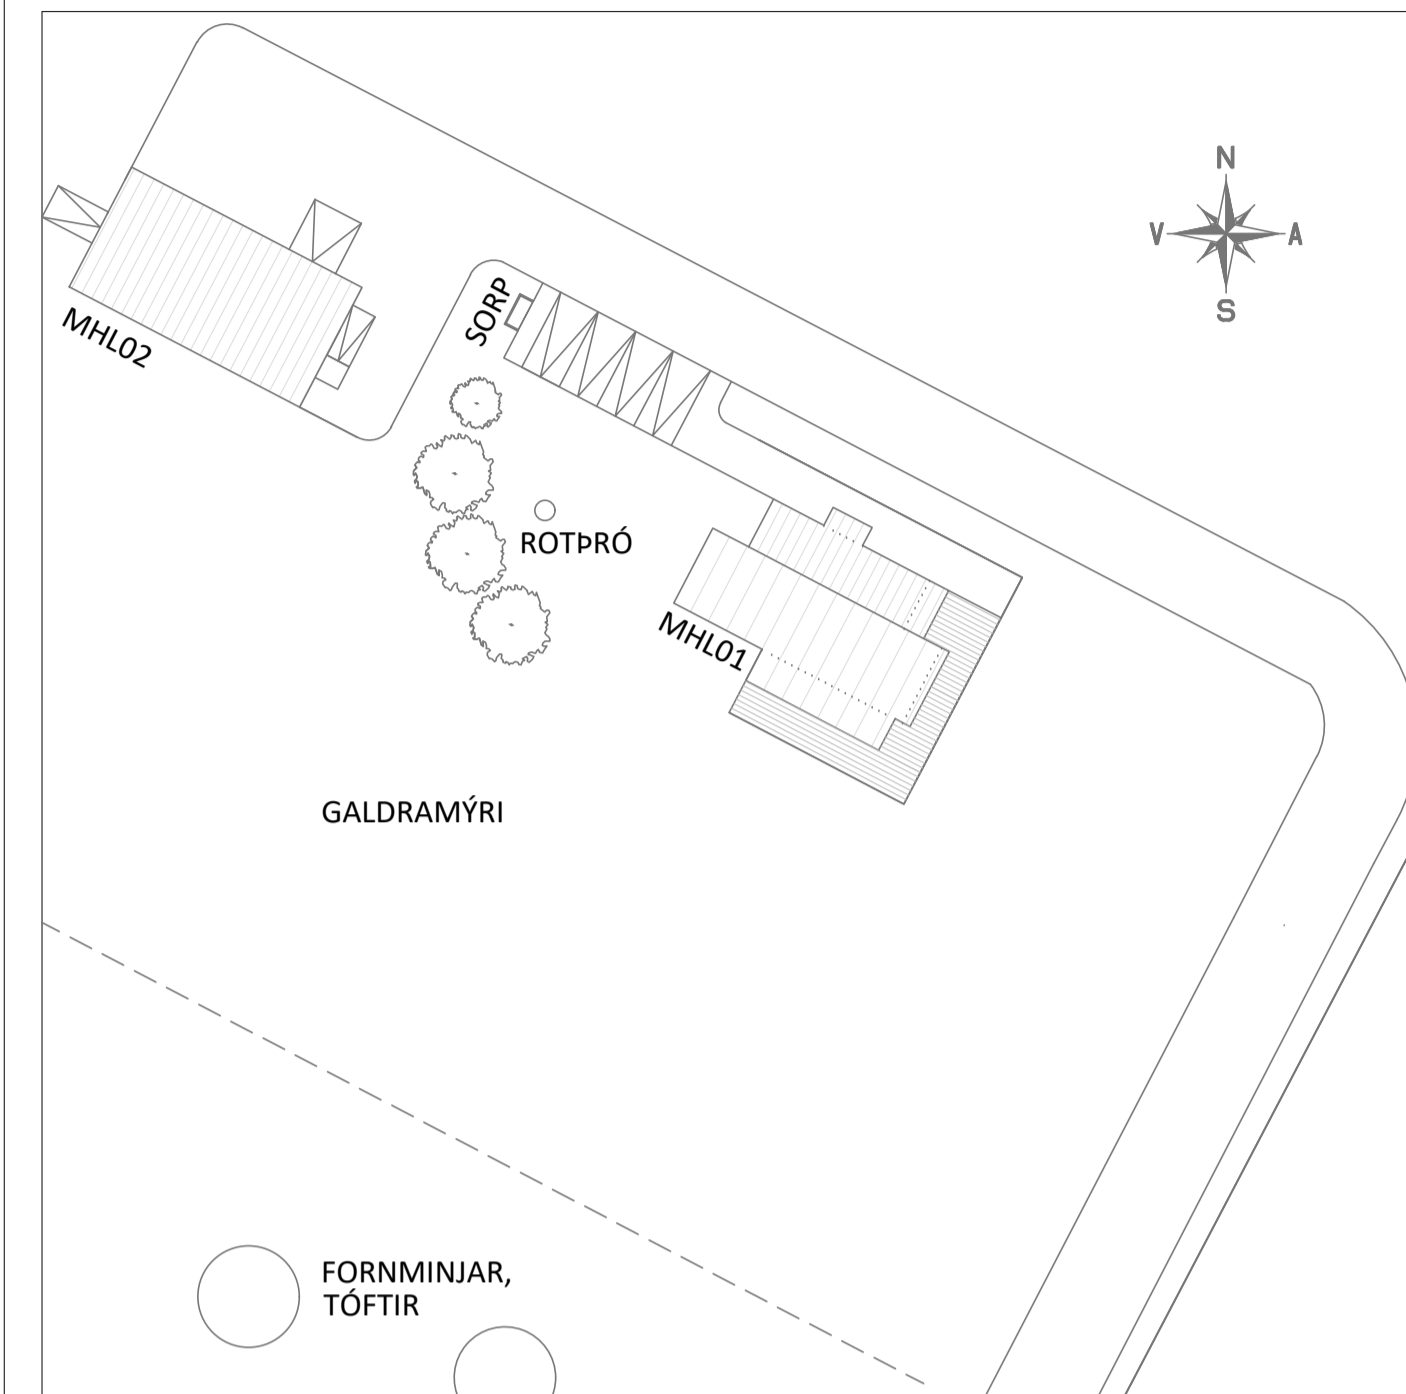 N
V A
S
SORP
MHL02
ROTÞRÓ
MHL01
GALDRAMÝRI
FORNMINJAR,
TÓFTIR